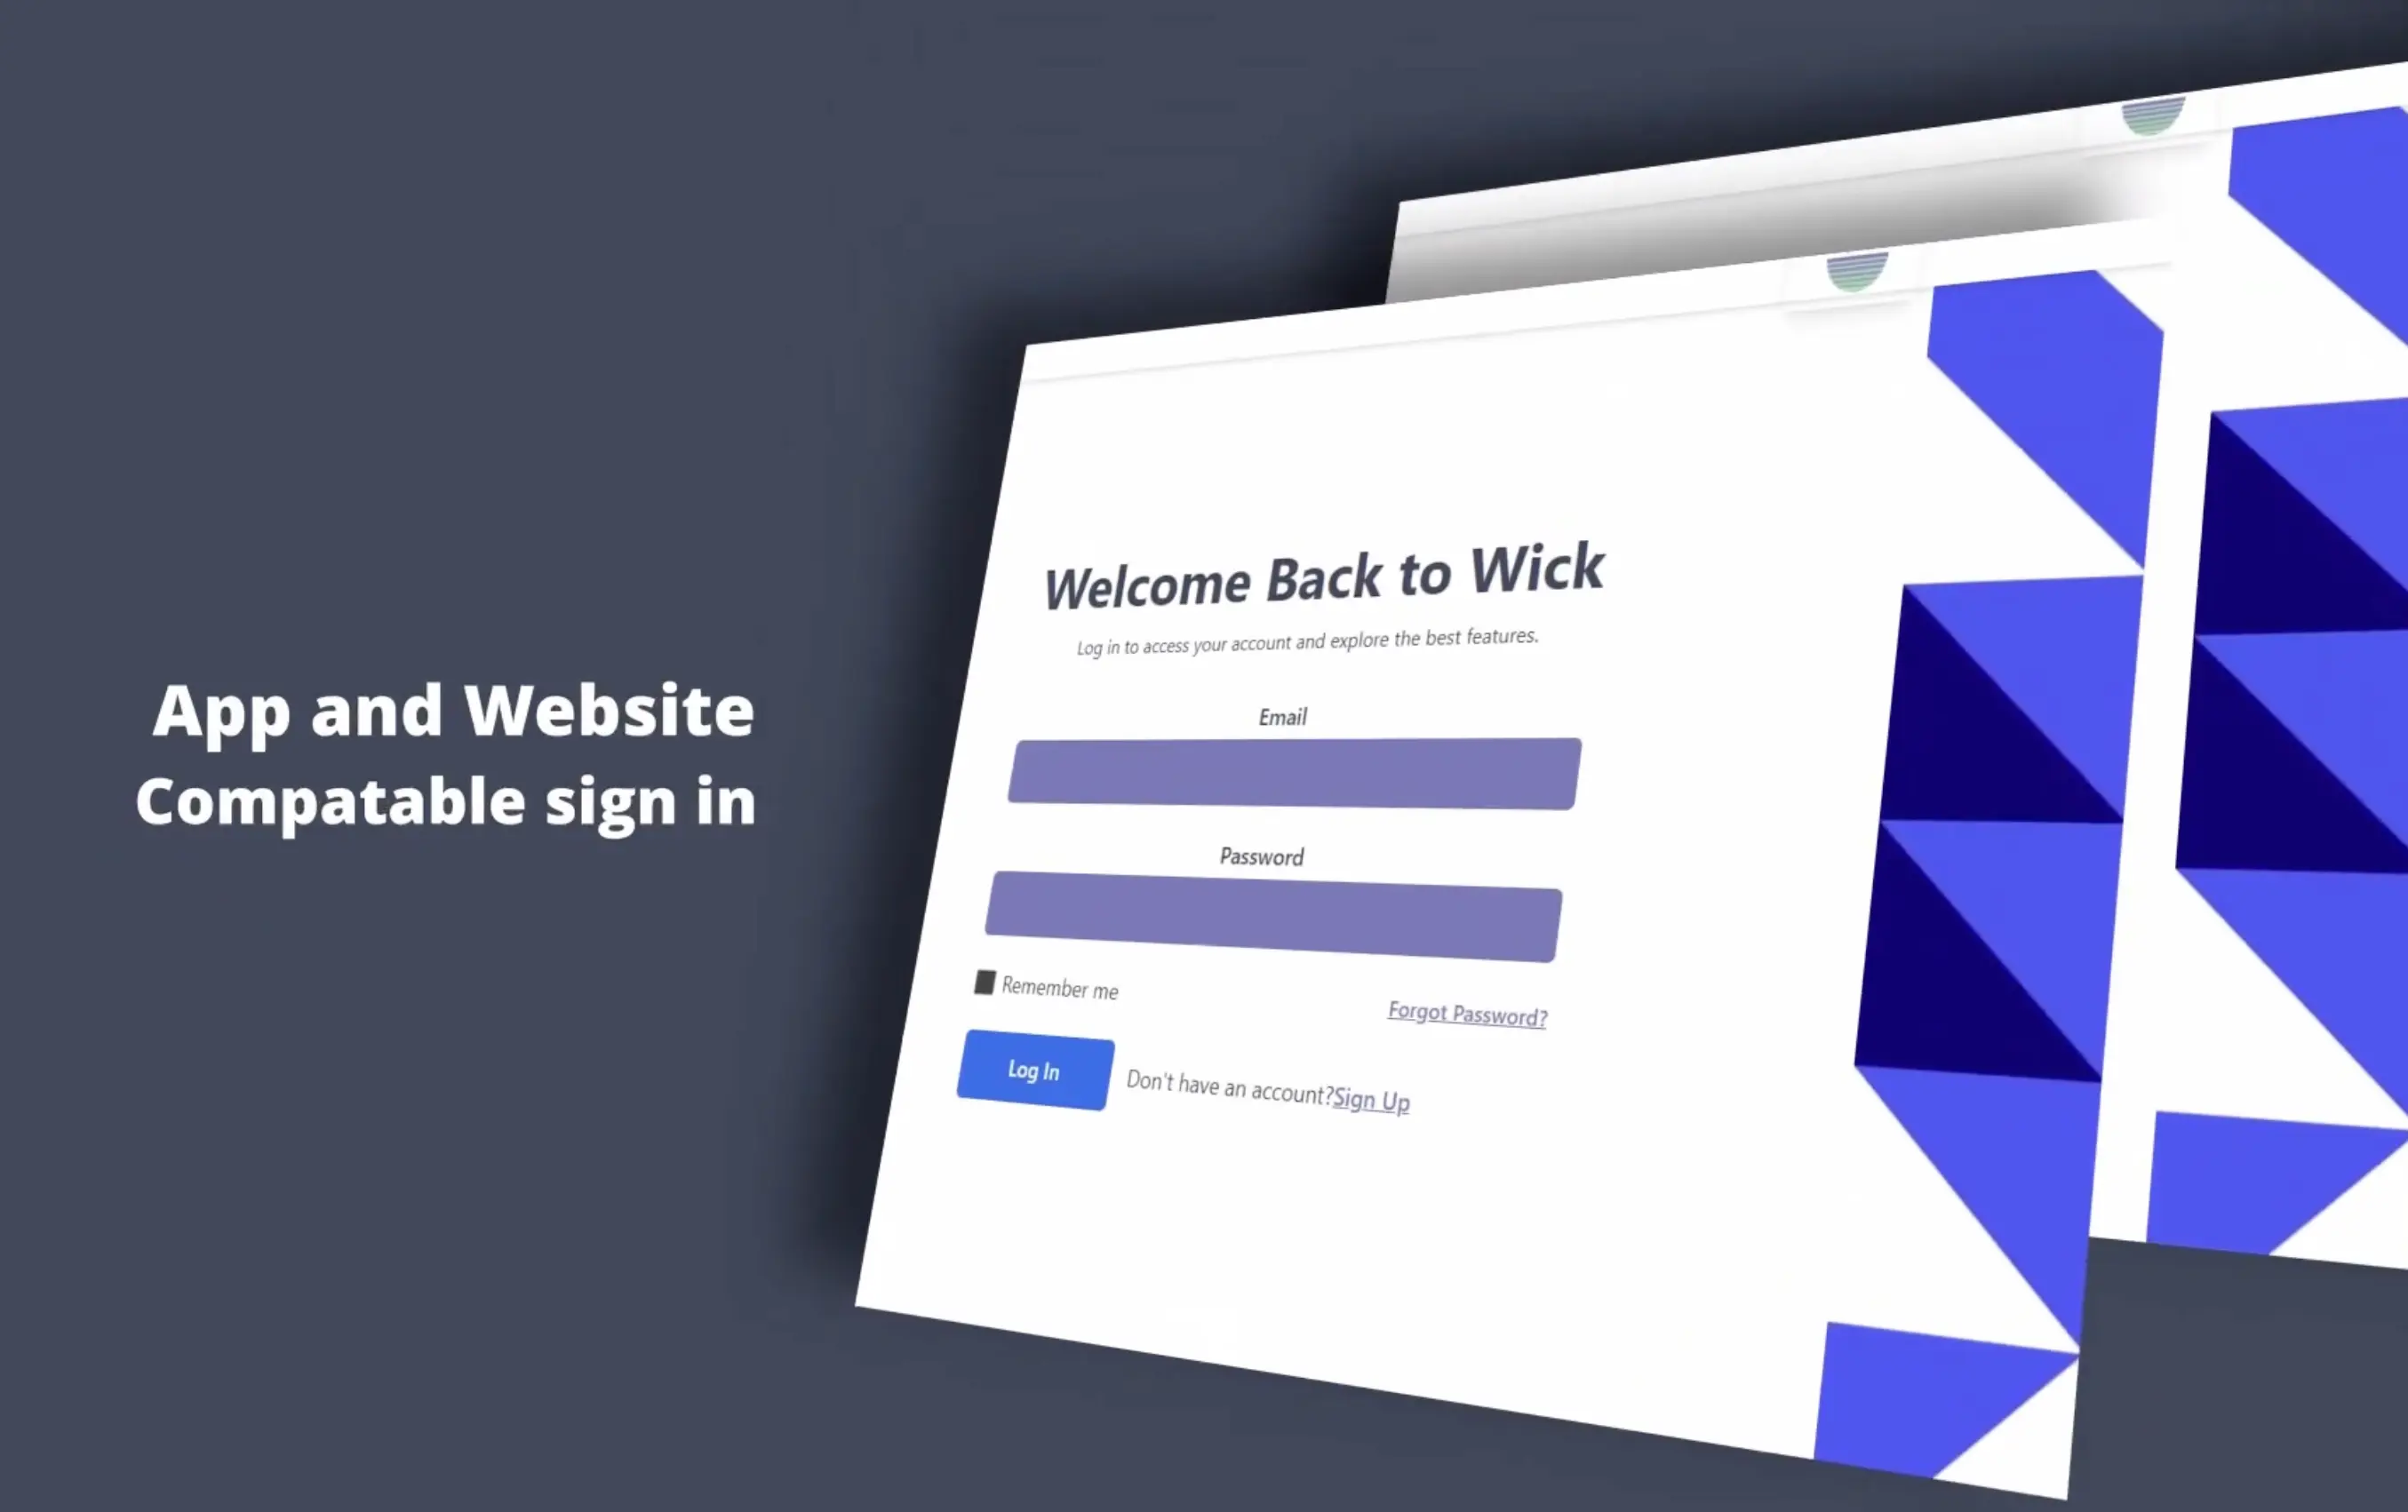 App and Website
Compatable sign in
Welcome Back to Wick
Log in to access your account and explore the best features.
Email
Password
Remember me
Forgot Password?
Log In
Don't have an account?Sign Up